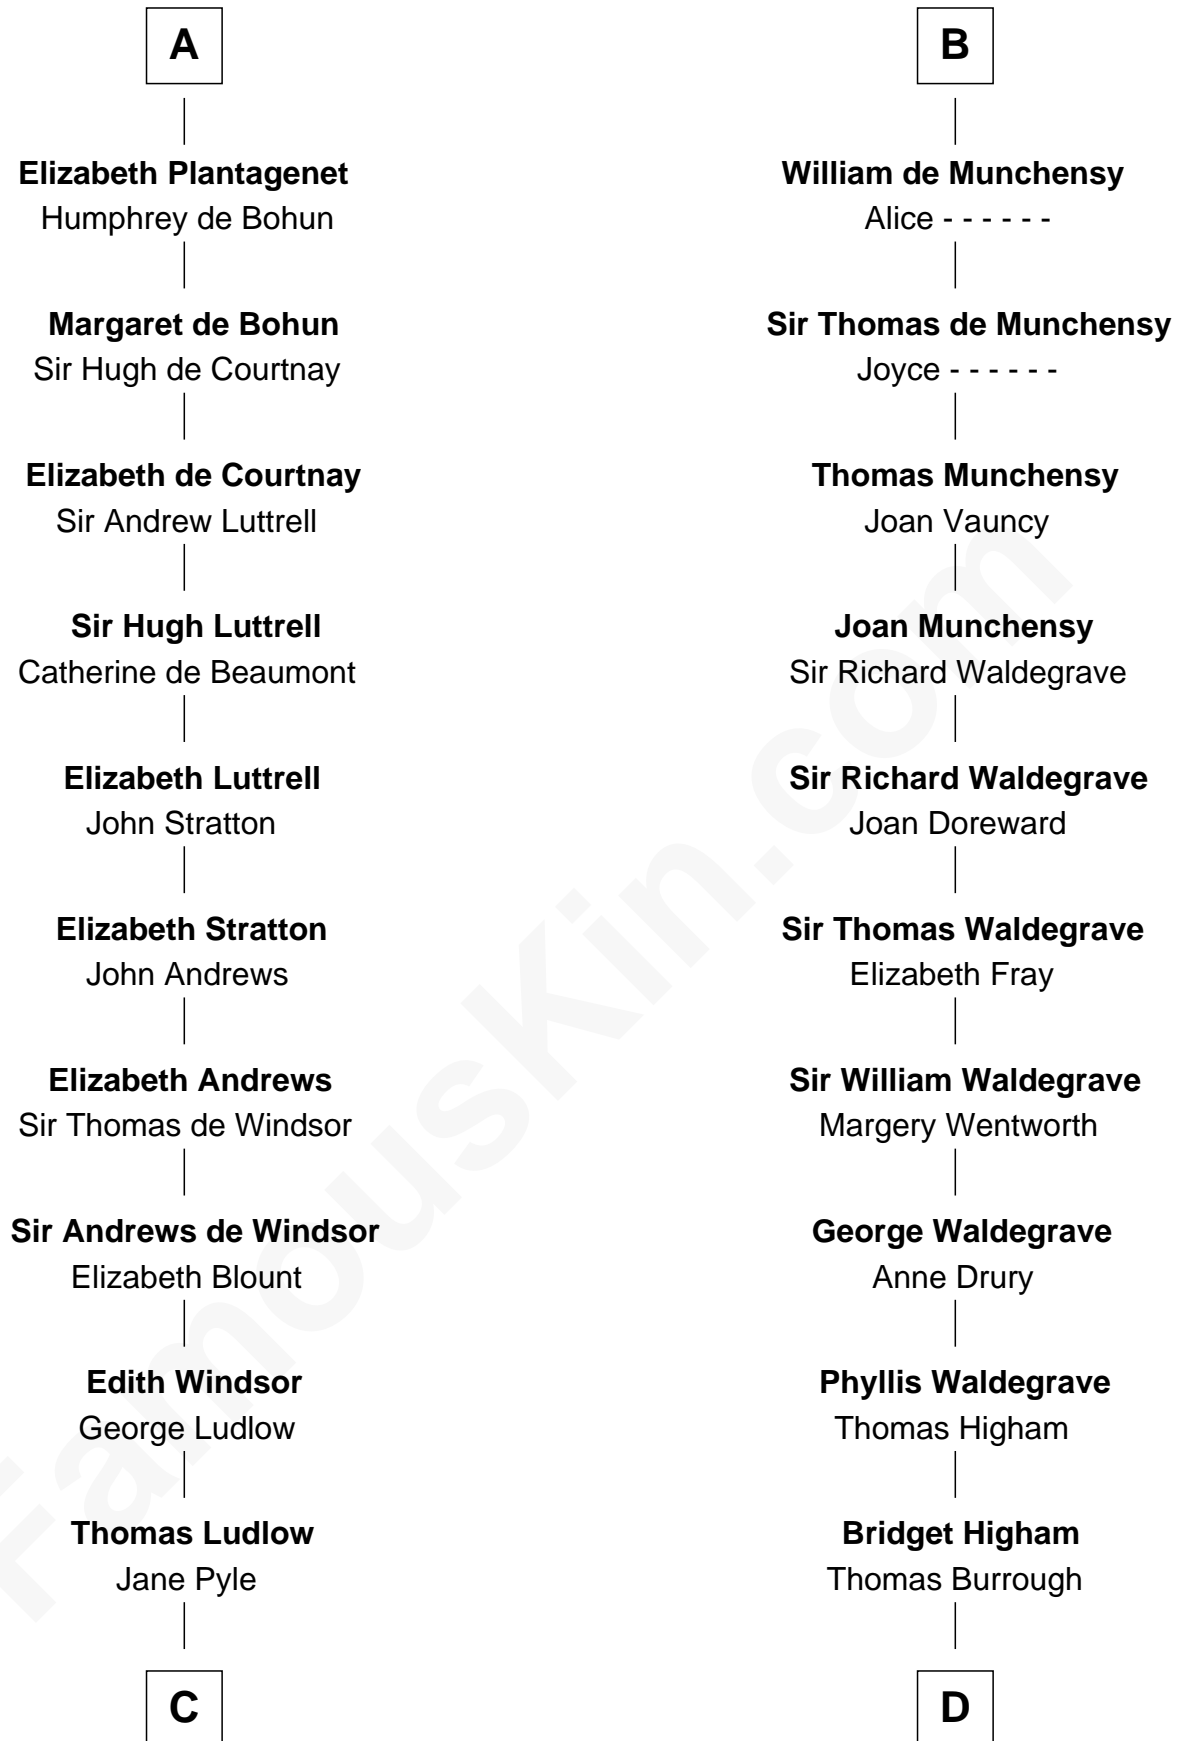 A
Elizabeth Plantagenet
Humphrey de Bohun
Margaret de Bohun
Sir Hugh de Courtnay
Elizabeth de Courtnay
Sir Andrew Luttrell
Sir Hugh Luttrell
Catherine de Beaumont
Elizabeth Luttrell
John Stratton
Elizabeth Stratton
John Andrews
Elizabeth Andrews
Sir Thomas de Windsor
Sir Andrews de Windsor
Elizabeth Blount
Edith Windsor
George Ludlow
Thomas Ludlow
Jane Pyle
C
B
William de Munchensy
Alice - - - - - -
Sir Thomas de Munchensy
Joyce - - - - - -
Thomas Munchensy
Joan Vauncy
Joan Munchensy
Sir Richard Waldegrave
Sir Richard Waldegrave
Joan Doreward
Sir Thomas Waldegrave
Elizabeth Fray
Sir William Waldegrave
Margery Wentworth
George Waldegrave
Anne Drury
Phyllis Waldegrave
Thomas Higham
Bridget Higham
Thomas Burrough
D
FamousKin.com